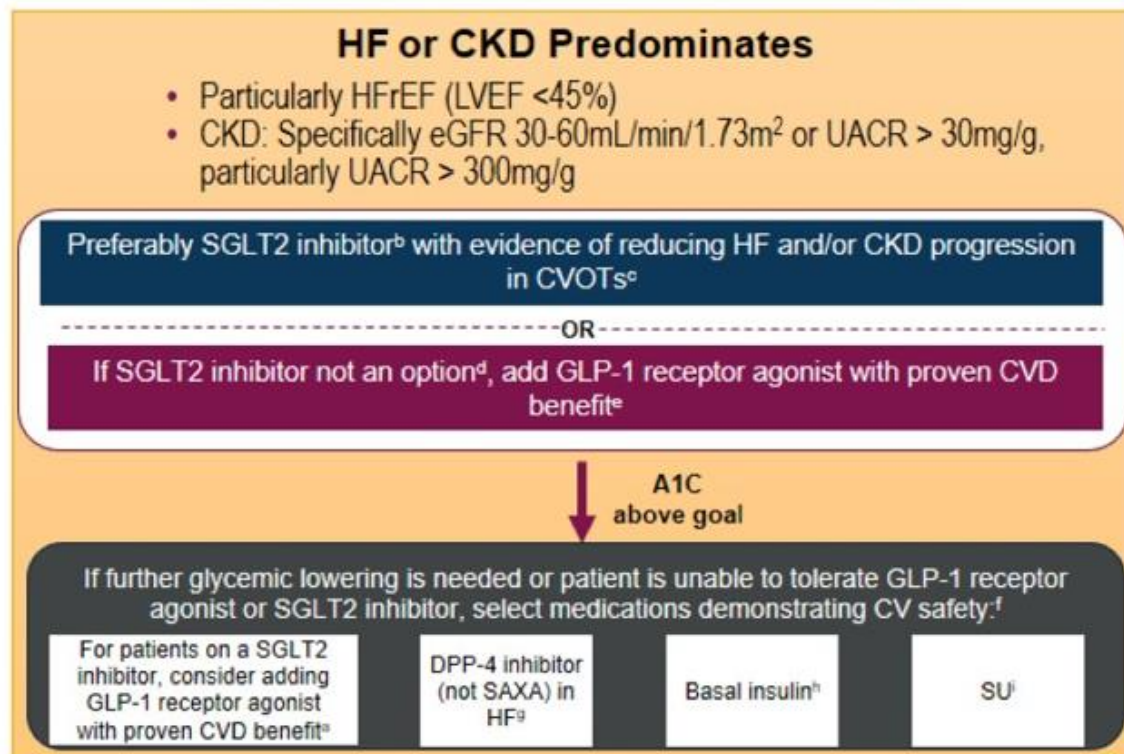 HF or CKD Predominates
• Particularly HFrEF (LVEF <45%)
• CKD: Specifically eGFR 30-60mL/min/1.73m² or UACR > 30mg/g,
particularly UACR > 300mg/g
Preferably SGLT2 inhibitorᵇ with evidence of reducing HF and/or CKD progression
in CVOTsᶜ
OR
If SGLT2 inhibitor not an optionᵈ, add GLP-1 receptor agonist with proven CVD
benefitᵉ
A1C
above goal
If further glycemic lowering is needed or patient is unable to tolerate GLP-1 receptor
agonist or SGLT2 inhibitor, select medications demonstrating CV safety:ᶠ
For patients on a SGLT2
inhibitor, consider adding
GLP-1 receptor agonist
with proven CVD benefitᵃ
DPP-4 inhibitor
(not SAXA) in
HFᵍ
Basal insulinʰ
SUⁱ